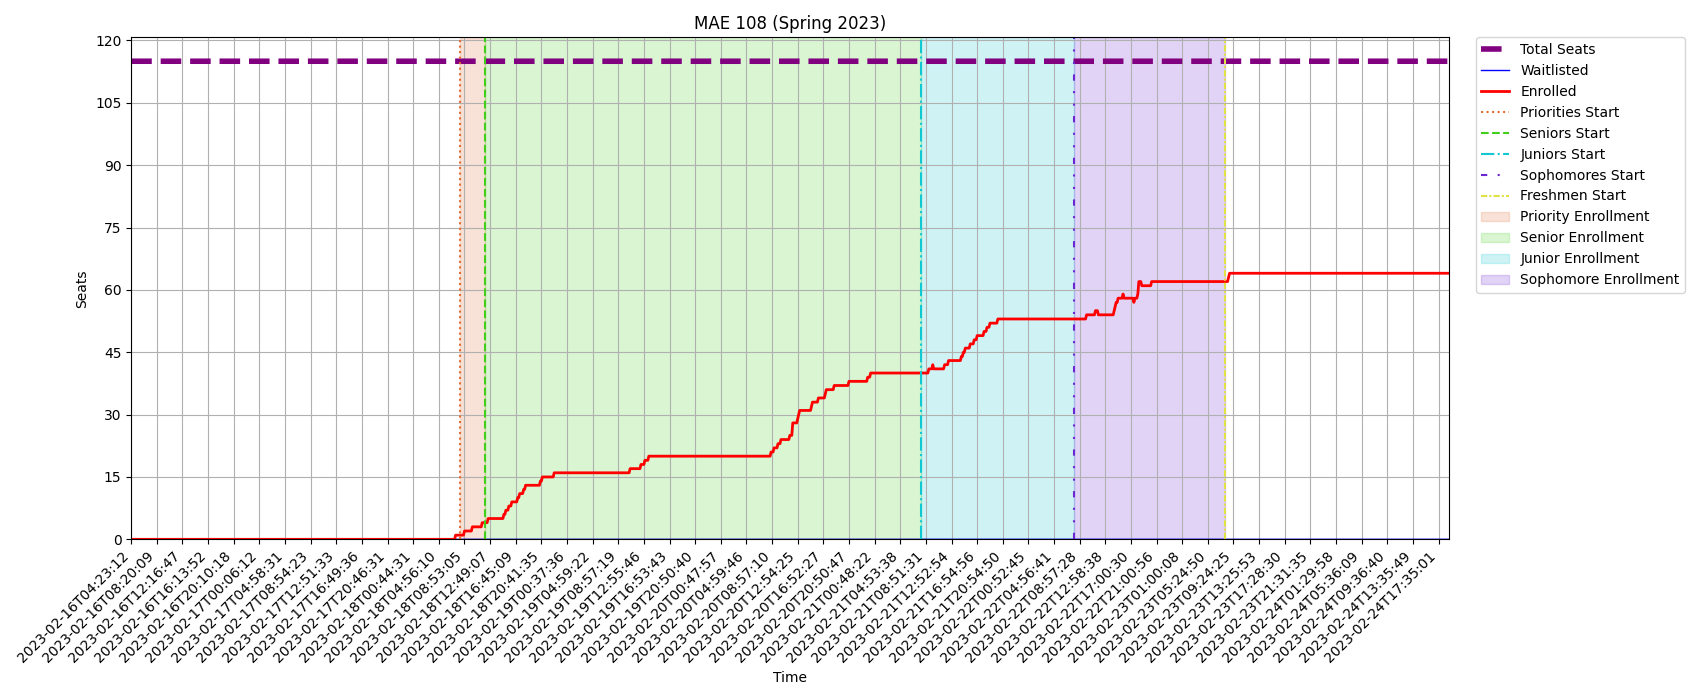 MAE 108 (Spring 2023)
120
105
90
75
60
45
30
15
0
Seats
2023-02-16T04:23:12
2023-02-16T08:20:09
2023-02-16T12:16:47
2023-02-16T16:13:52
2023-02-16T20:10:18
2023-02-17T00:06:12
2023-02-17T04:58:31
2023-02-17T08:54:23
2023-02-17T12:51:33
2023-02-17T16:49:36
2023-02-17T20:46:31
2023-02-18T00:44:31
2023-02-18T04:56:10
2023-02-18T08:53:05
2023-02-18T12:49:07
2023-02-18T16:45:09
2023-02-18T20:41:35
2023-02-19T00:37:36
2023-02-19T04:59:22
2023-02-19T08:57:19
2023-02-19T12:55:46
2023-02-19T16:53:43
2023-02-19T20:50:40
2023-02-20T00:47:57
2023-02-20T04:59:46
2023-02-20T08:57:10
2023-02-20T12:54:25
2023-02-20T16:52:27
2023-02-20T20:50:47
2023-02-21T00:48:22
2023-02-21T04:53:38
2023-02-21T08:51:31
2023-02-21T12:52:54
2023-02-21T16:54:56
2023-02-21T20:54:50
2023-02-22T00:52:45
2023-02-22T04:56:41
2023-02-22T08:57:28
2023-02-22T12:58:38
2023-02-22T17:00:30
2023-02-22T21:00:56
2023-02-23T01:00:08
2023-02-23T05:24:50
2023-02-23T09:24:25
2023-02-23T13:25:53
2023-02-23T17:28:30
2023-02-23T21:31:35
2023-02-24T01:29:58
2023-02-24T05:36:09
2023-02-24T09:36:40
2023-02-24T13:35:49
2023-02-24T17:35:01
Time
Total Seats
Waitlisted
Enrolled
Priorities Start
Seniors Start
Juniors Start
Sophomores Start
Freshmen Start
Priority Enrollment
Senior Enrollment
Junior Enrollment
Sophomore Enrollment